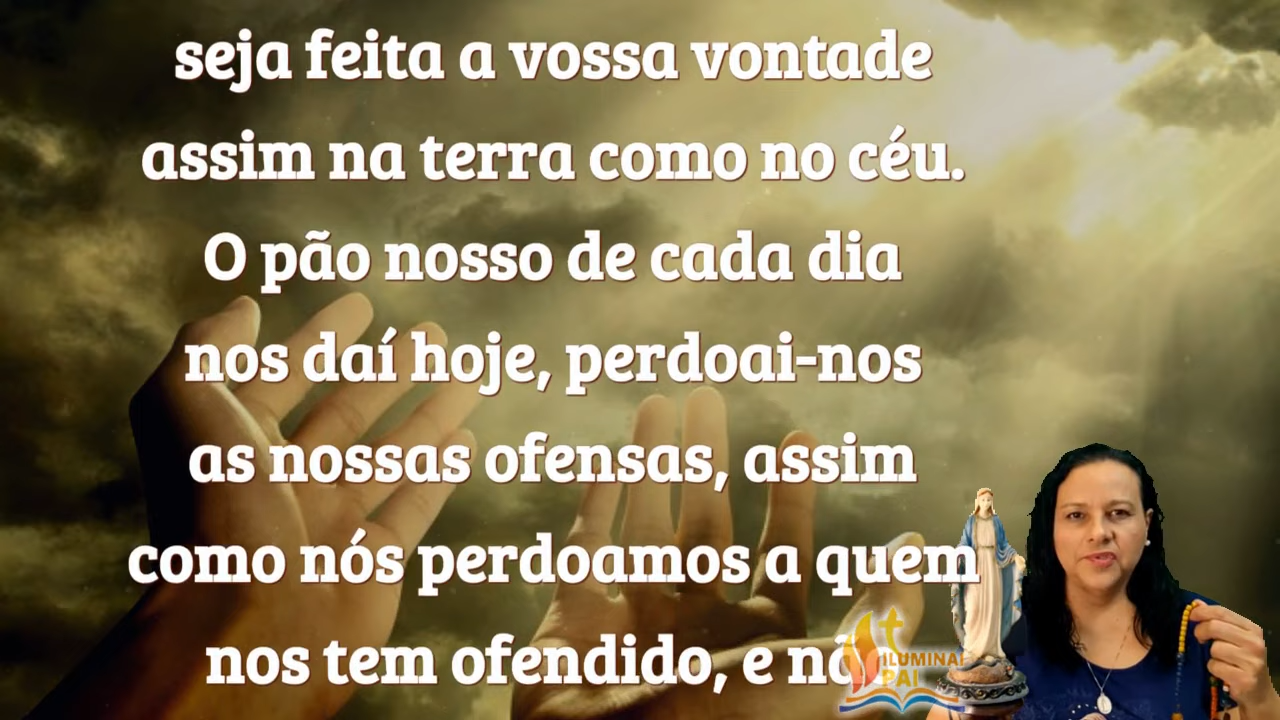 seja feita a vossa vontade
assim na terra como no céu.
O pão nosso de cada dia
nos daí hoje, perdoai-nos
as nossas ofensas, assim
como nós perdoamos a quem
nos tem ofendido, e
ILUMINAI
PAI